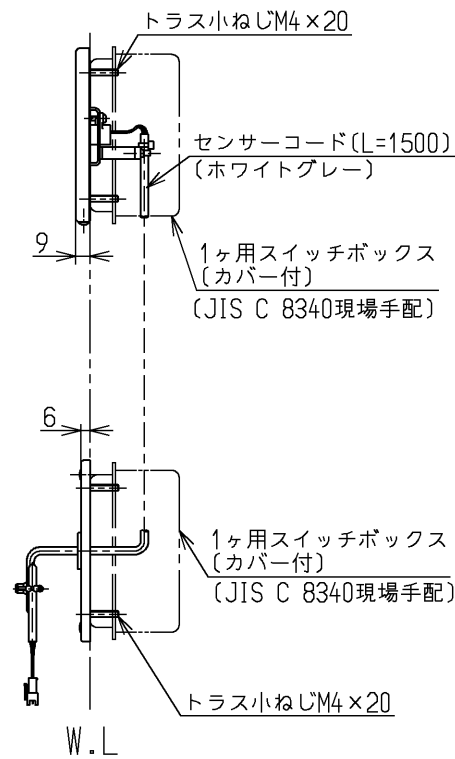 トラス小ねじM4×20
センサーコード(L=1500)
(ホワイトグレー)
9
1ヶ用スイッチボックス
(カバー付)
(JIS C 8340現場手配)
6
1ヶ用スイッチボックス
(カバー付)
(JIS C 8340現場手配)
トラス小ねじM4×20
W.L